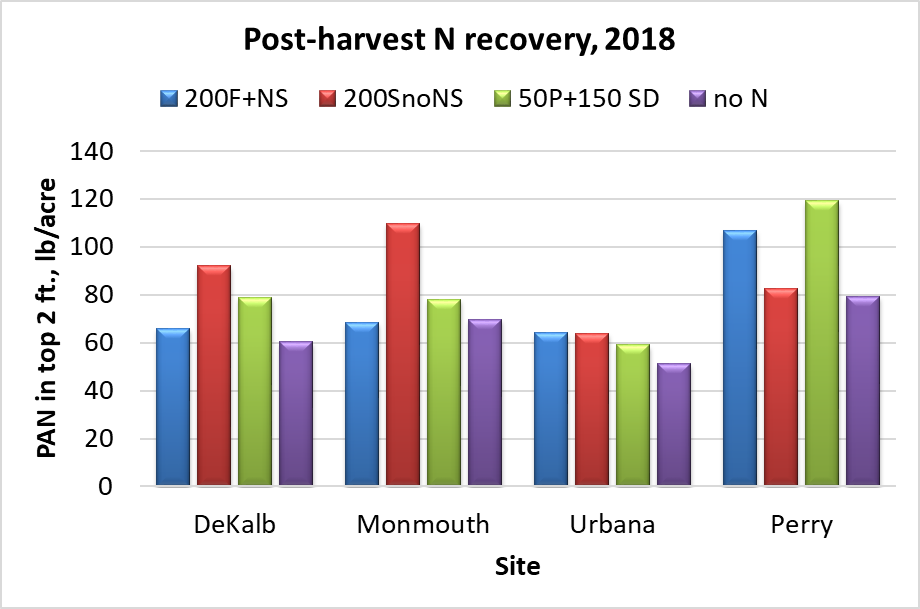 Post-harvest N recovery, 2018
200F+NS 200SnoNS 50P+150 SD no N
PAN in top 2 ft., lb/acre
140
120
100
80
60
40
20
0
DeKalb Monmouth Urbana Perry
Site